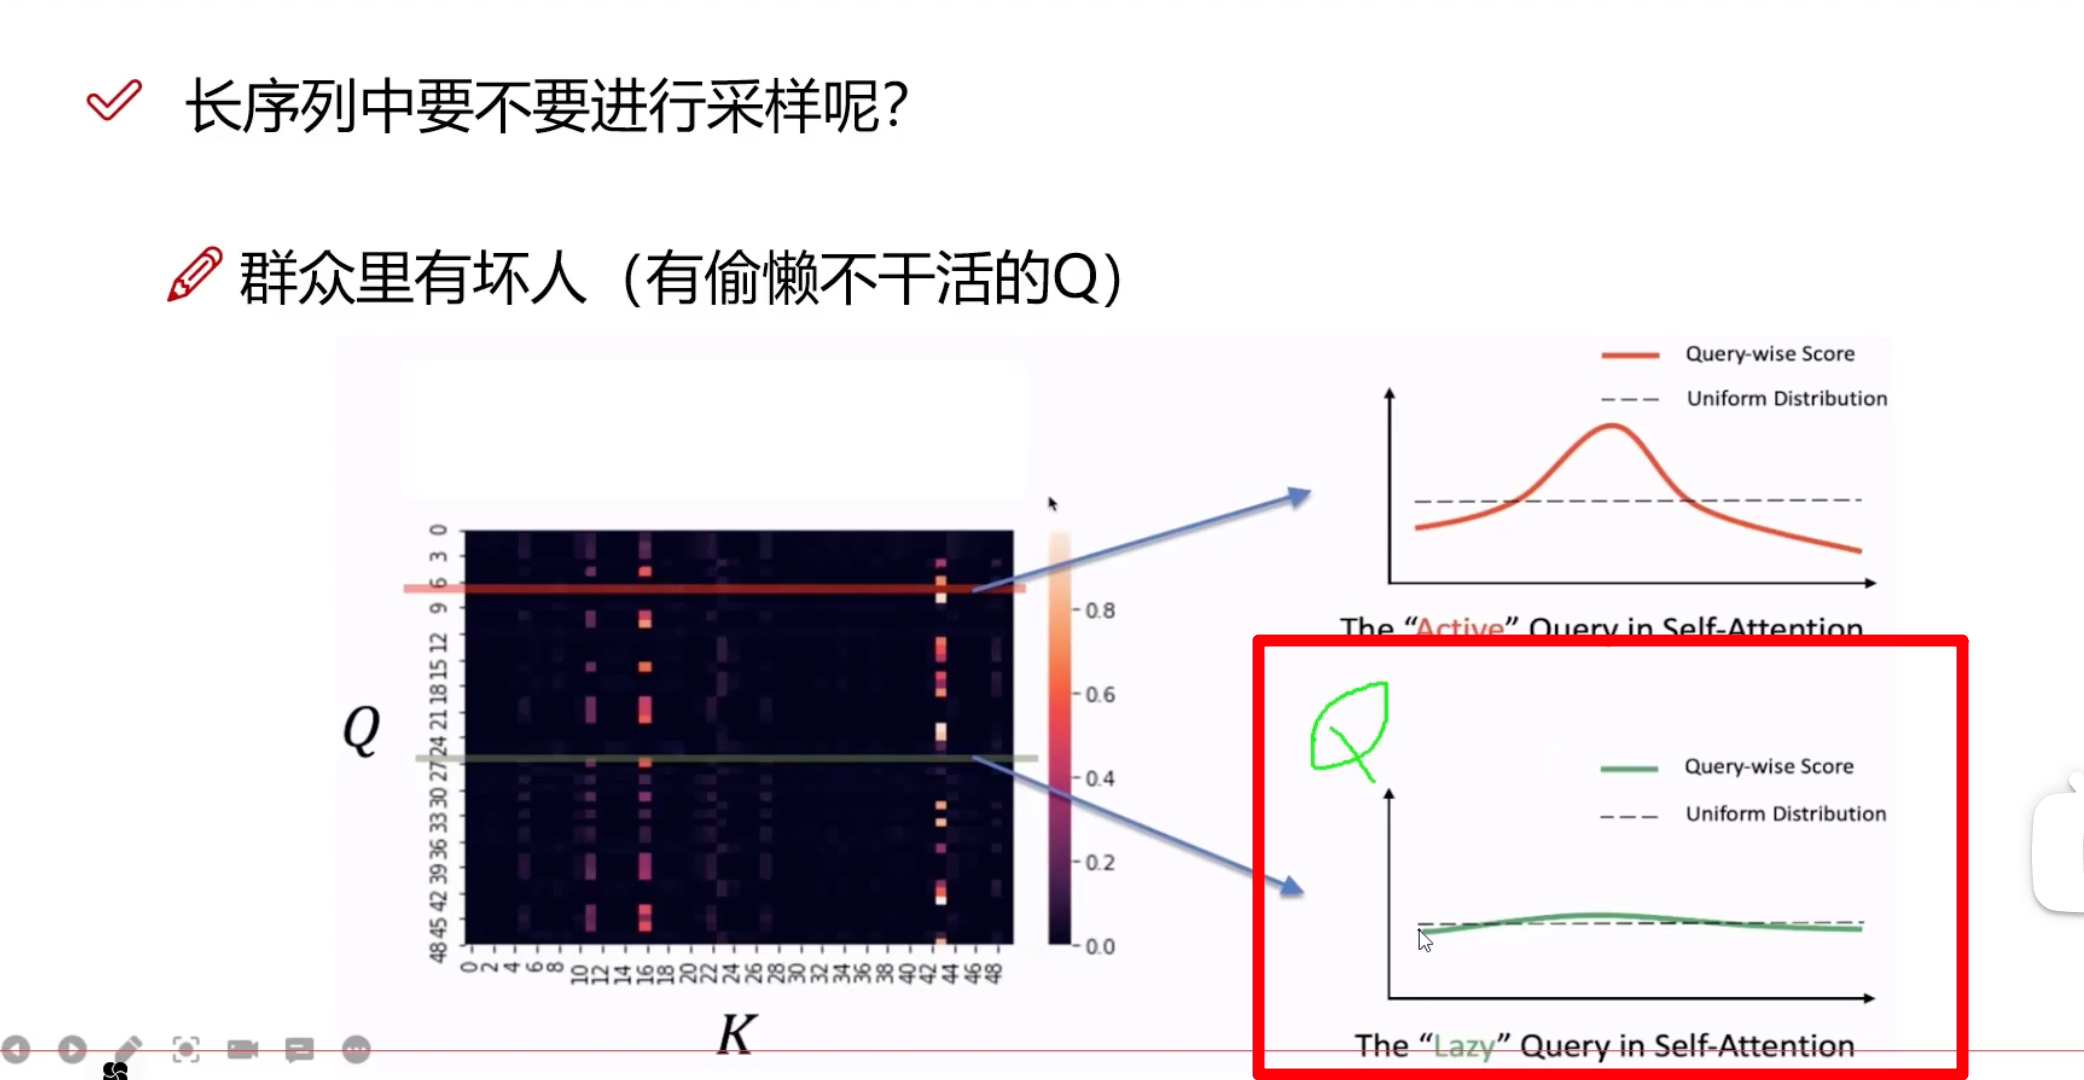 长序列中要不要进行采样呢？
群众里有坏人（有偷懒不干活的Q）
Query-wise Score
Uniform Distribution
The “Active” Query in Self-Attention
Q
0 3 6 9 12 15 18 21 24 27 30 33 36 39 42 45 48
0 2 4 6 8 10 12 14 16 18 20 22 24 26 28 30 32 34 36 38 40 42 44 46 48
K
0.8
0.6
0.4
0.2
0.0
Q
Query-wise Score
Uniform Distribution
The “Lazy” Query in Self-Attention